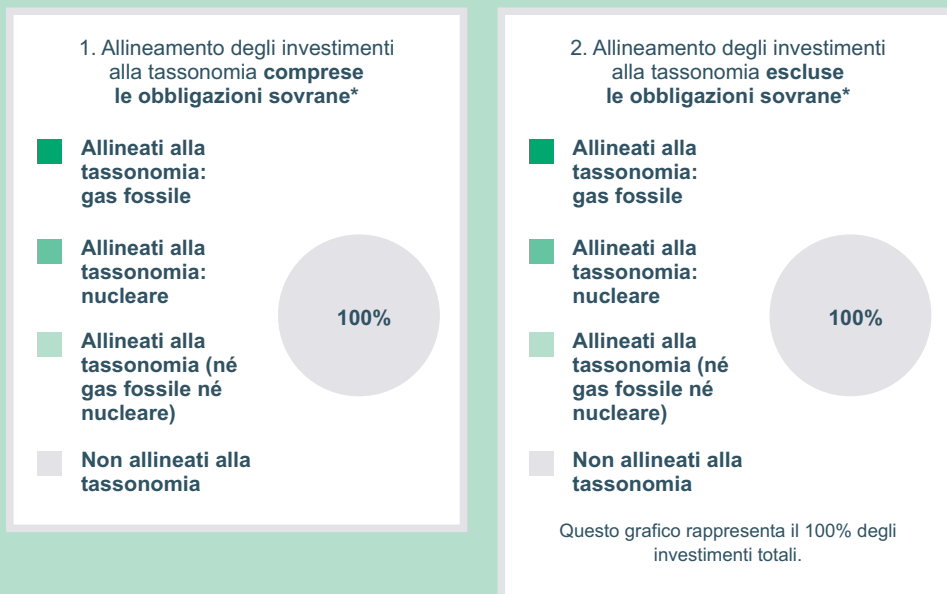 1. Allineamento degli investimenti
alla tassonomia comprese
le obbligazioni sovrane*
Allineati alla
tassonomia:
gas fossile
Allineati alla
tassonomia:
nucleare
Allineati alla
tassonomia (né
gas fossile né
nucleare)
Non allineati alla
tassonomia
100%
2. Allineamento degli investimenti
alla tassonomia escluse
le obbligazioni sovrane*
Allineati alla
tassonomia:
gas fossile
Allineati alla
tassonomia:
nucleare
Allineati alla
tassonomia (né
gas fossile né
nucleare)
Non allineati alla
tassonomia
100%
Questo grafico rappresenta il 100% degli
investimenti totali.